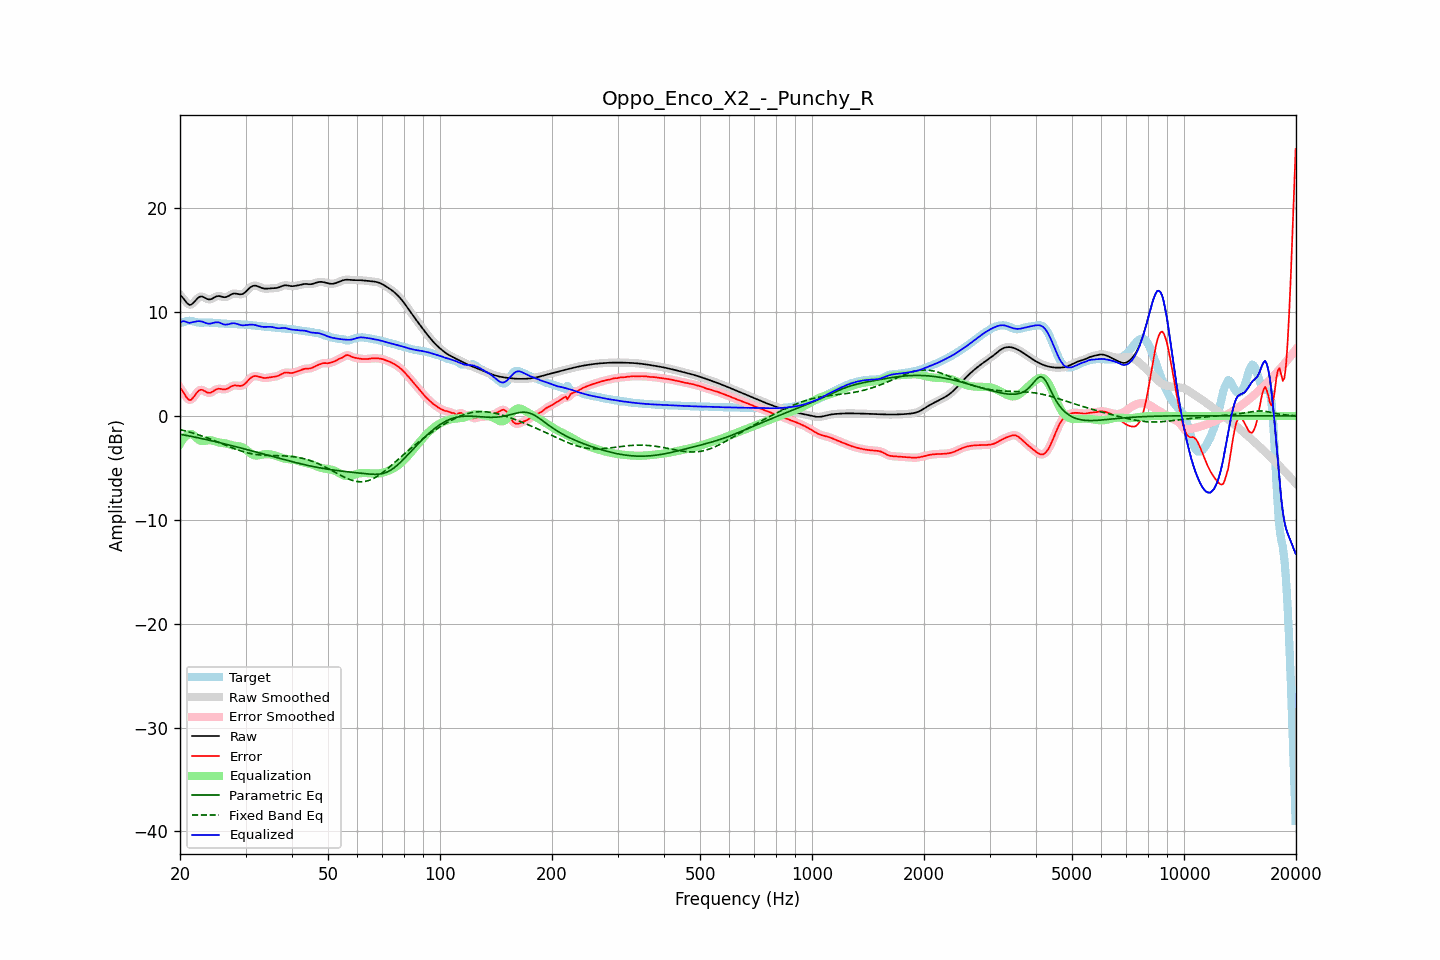 Oppo_Enco_X2_-_Punchy_R
Amplitude (dBr)
20
10
0
−10
−20
−30
−40
Target
Raw Smoothed
Error Smoothed
Raw
Error
Equalization
Parametric Eq
Fixed Band Eq
Equalized
20 50 100 200 500 1000 2000 5000 10000 20000
Frequency (Hz)